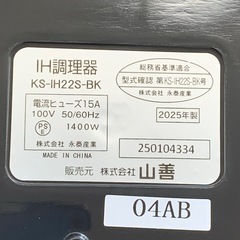 IH調理器
KS-IH22S-BK
電流ヒューズ15A
100V 50/60Hz
PS
E
1400W
株式会社 永泰産業
MADE IN CHINA
総務省基準適合
型式確認 第KS-IH22S-BK号
株式会社 永泰産業
2025年製
250104334
販売元 株式会社 山善
04AB